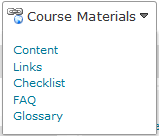 Course Materials
Content
Links
Checklist
FAQ
Glossary